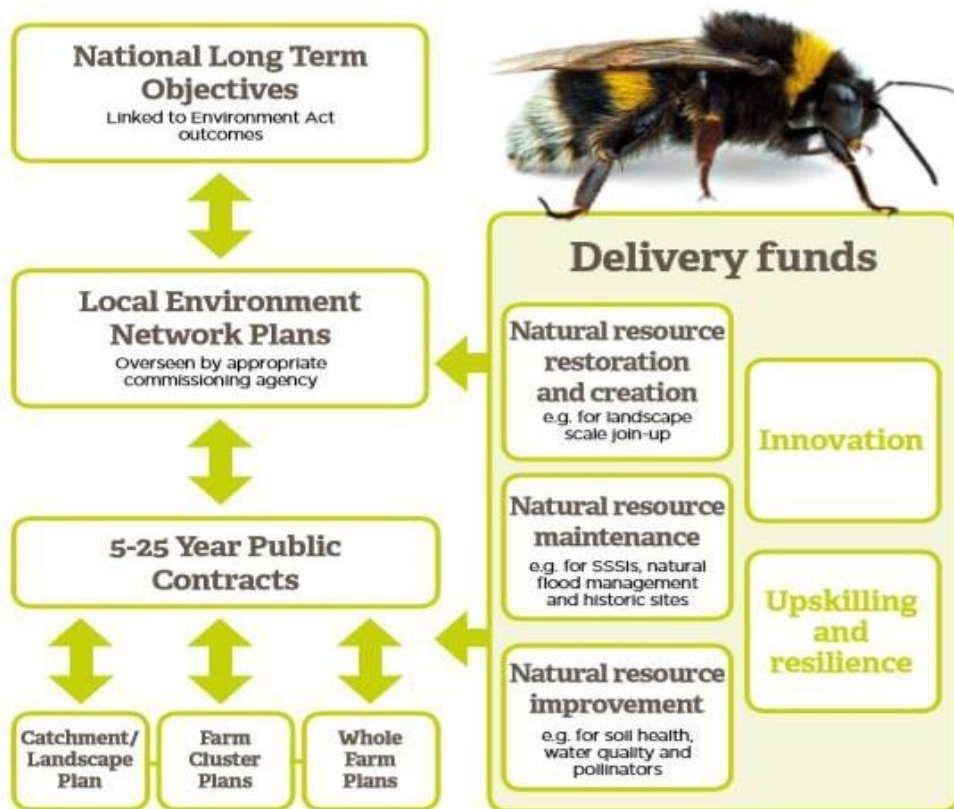 National Long Term
Objectives
Linked to Environment Act
outcomes
Local Environment
Network Plans
Overseen by appropriate
commissioning agency
5-25 Year Public
Contracts
Catchment/
Landscape
Plan
Farm
Cluster
Plans
Whole
Farm
Plans
Delivery funds
Natural resource
restoration
and creation
e.g. for landscape
scale join-up
Natural resource
maintenance
e.g. for SSSIs, natural
flood management
and historic sites
Natural resource
improvement
e.g. for soil health,
water quality and
pollinators
Innovation
Upskilling
and
resilience